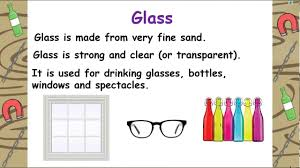 Glass
Glass is made from very fine sand.
Glass is strong and clear (or transparent).
It is used for drinking glasses, bottles,
windows and spectacles.